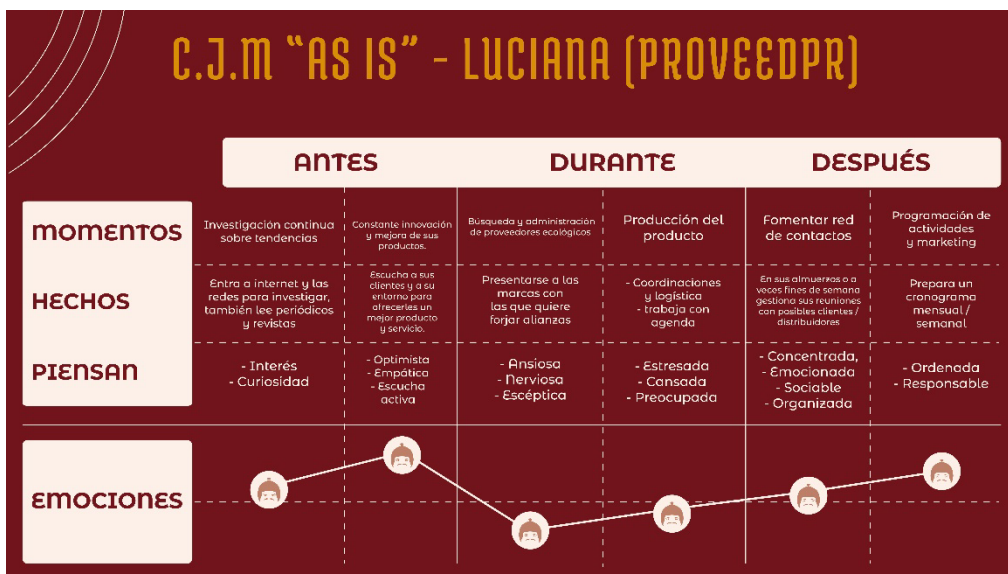 C.J.M "AS IS" - LUCIANA (PROVEEDPR)
ANTES
DURANTE
DESPUÉS
MOMENTOS
Investigación continua
sobre tendencias
Constante innovación
y mejora de sus
productos.
Búsqueda y administración
de proveedores ecológicos
Producción del
producto
Fomentar red
de contactos
Programación de
actividades
y marketing
HECHOS
Entra a internet y las
redes para investigar,
también lee periódicos
y revistas
Escucha a sus
clientes y a su
entorno para
afrecerles un
mejor producto
y servicio.
Presentarse a las
marcas con
las que quiere
forjar alianzas
- Coordinaciones
y logística
- trabaja con
agenda
En sus almuerzos o a
veces fines de semana
gestiona sus reuniones
con posibles clientes /
distribuidores
Prepara un
cronograma
mensual /
semanal
PIENSAN
- Interés
- Curiosidad
- Optimista
- Empática
- Escucha
activa
- Ansiosa
- Nerviosa
- Escéptica
- Estresada
- Cansada
- Preocupada
- Concentrada,
- Emocionada
- Sociable
- Organizada
- Ordenada
- Responsable
EMOCIONES